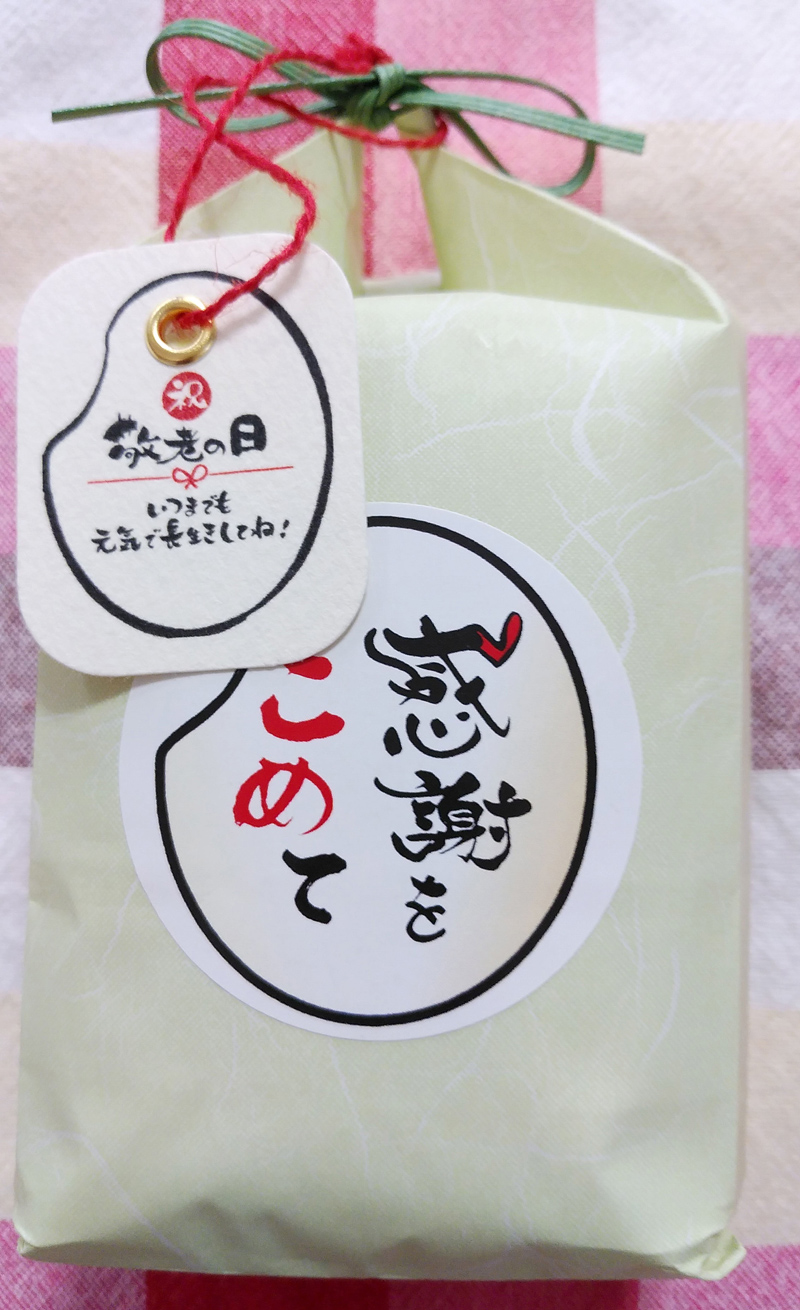 祝
敬老の日
いつまでも
元気で長生きしてね！
感謝を
こめて